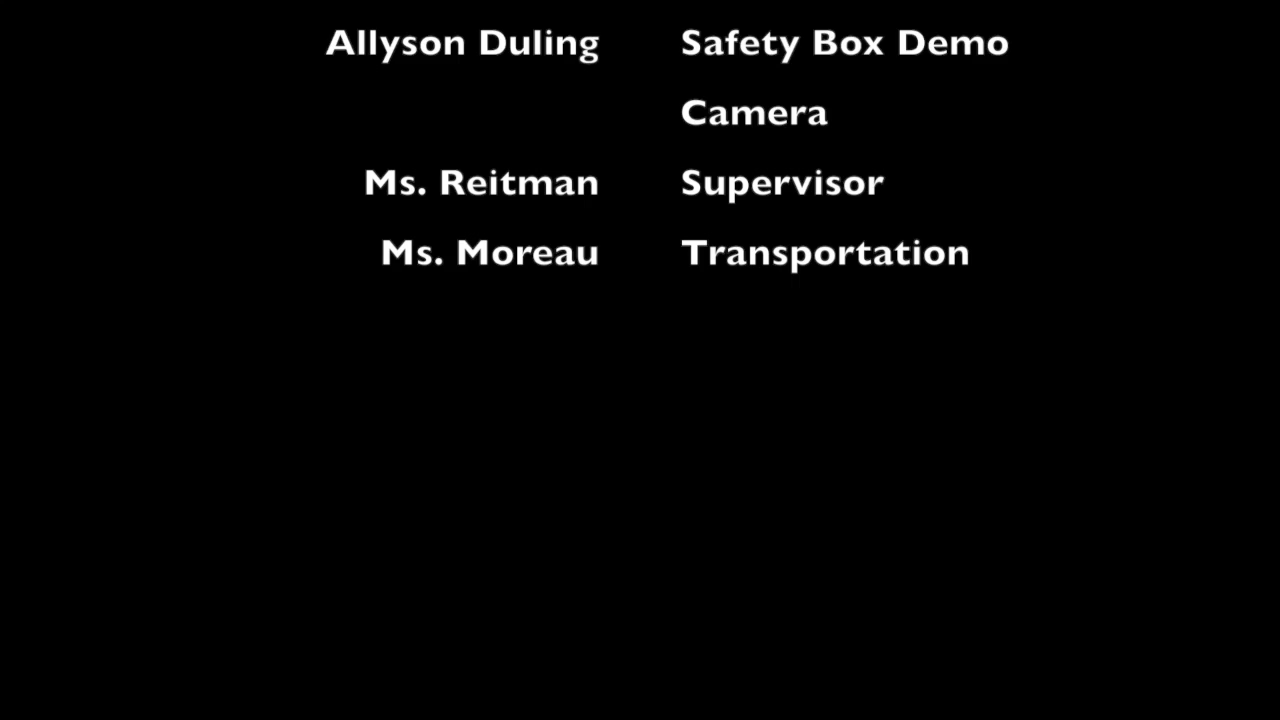 Allyson Duling Safety Box Demo
Camera
Ms. Reitman Supervisor
Ms. Moreau Transportation